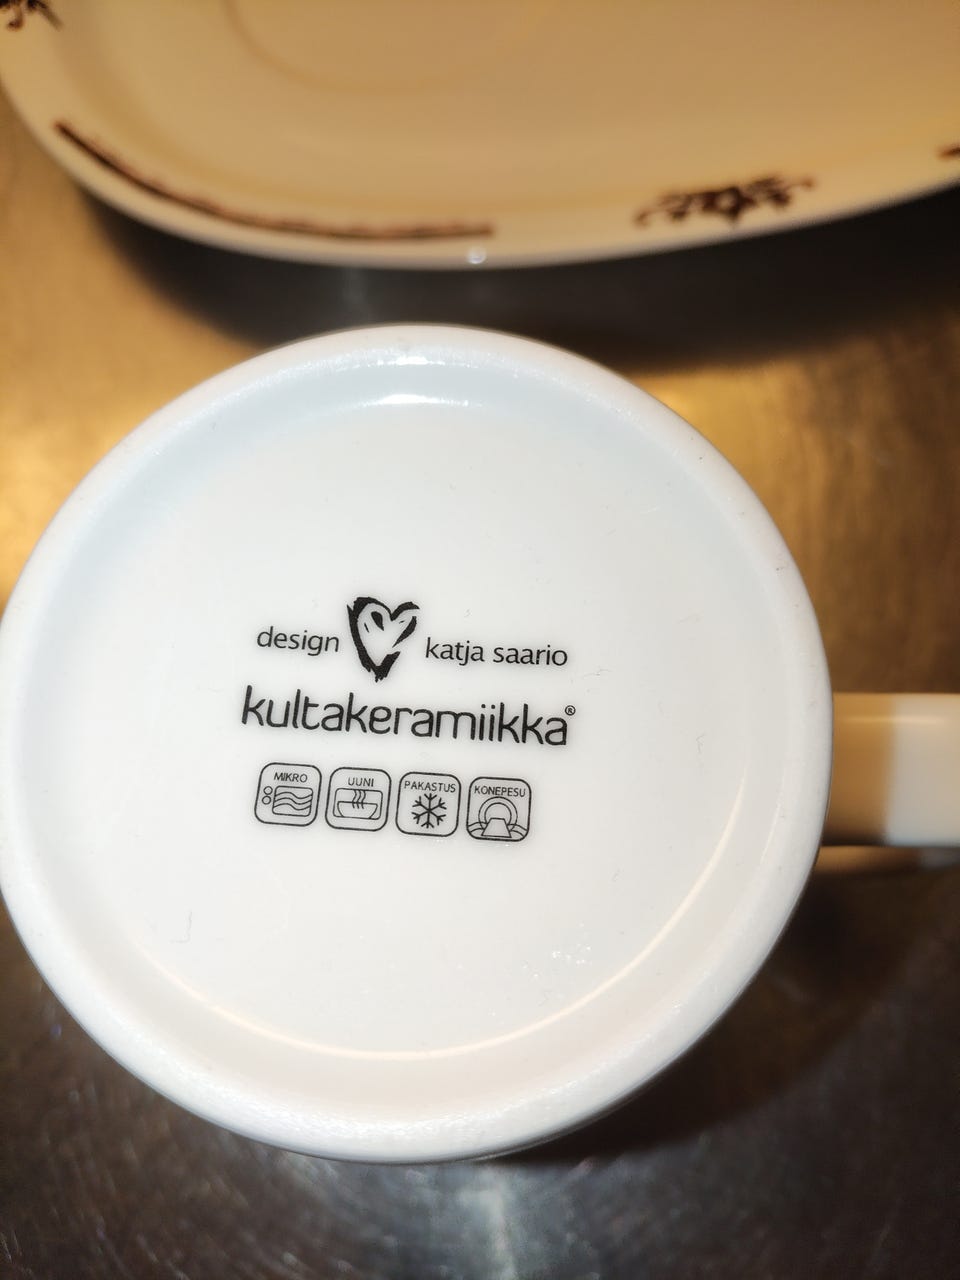 design katja saario
kultakeramiikka®
MIKRO UUNI PAKASTUS KONEPESU